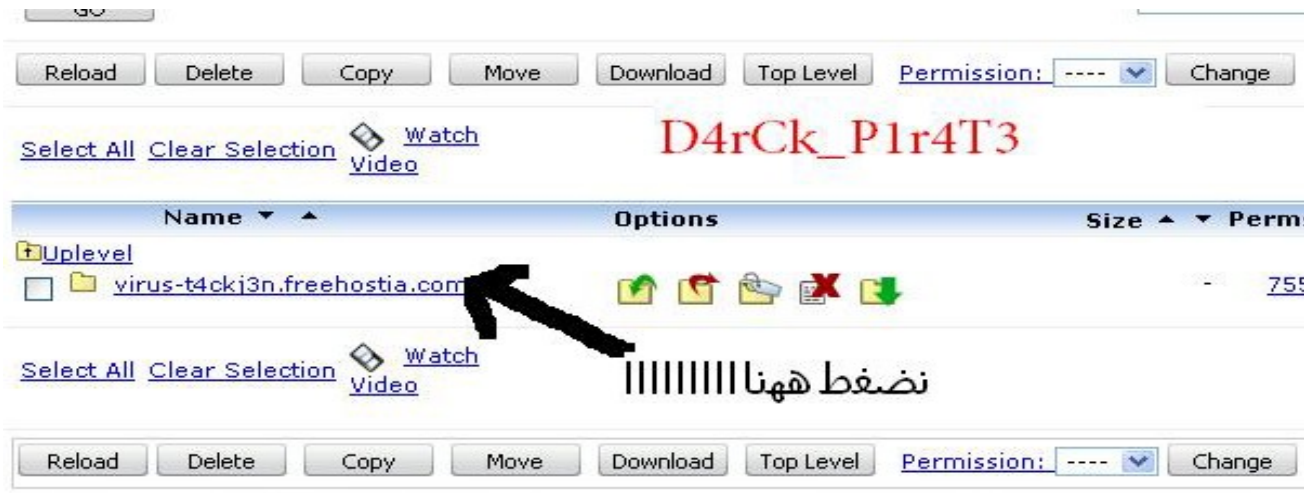 GO
Reload Delete Copy Move Download Top Level Permission: ---- Change
Select All Clear Selection Watch Video
D4rCk_P1r4T3
Name Options Size Perms
Uplevel
virus-t4ckj3n.freehostia.com - 755
Select All Clear Selection Watch Video
نضغط ههنااااااااااا
Reload Delete Copy Move Download Top Level Permission: ---- Change